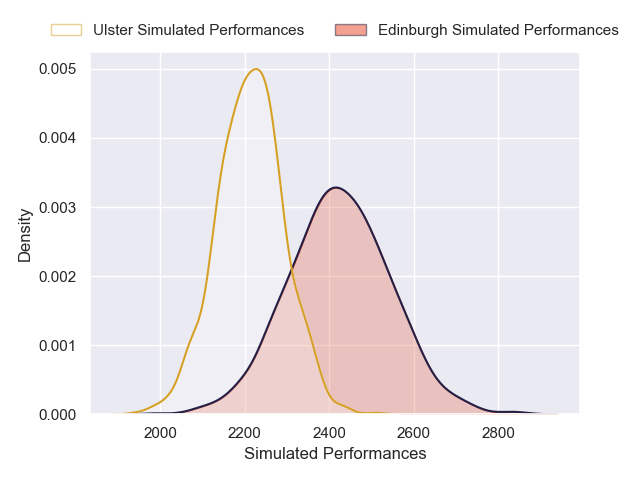 Ulster Simulated Performances
Edinburgh Simulated Performances
0.005
0.004
0.003
0.002
0.001
0.000
Density
2000
2200
2400
2600
2800
Simulated Performances